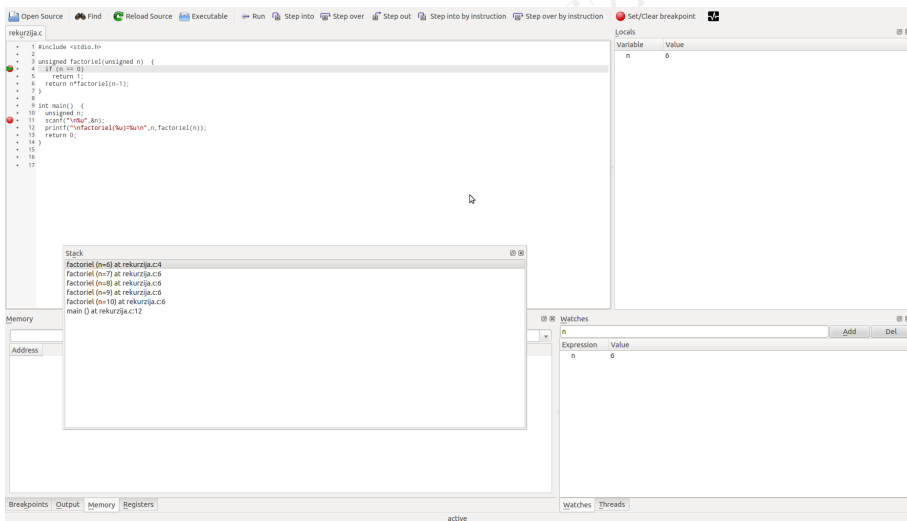 Open Source Find Reload Source Executable Run Step into Step over Step out Step into by instruction Step over by instruction Set/Clear breakpoint
rekurzija.c
1 #include <stdio.h>
2
3 unsigned factoriel(unsigned n) {
4 if (n == 0)
5 return 1;
6 return n*factoriel(n-1);
7 }
8
9 int main() {
10 unsigned n;
11 scanf("\n%u",&n);
12 printf("\nfactoriel(%u)=%u\n",n,factoriel(n));
13 return 0;
14 }
15
16
17
Locals
Variable Value
n 6
Stack
factoriel (n=6) at rekurzija.c:4
factoriel (n=7) at rekurzija.c:6
factoriel (n=8) at rekurzija.c:6
factoriel (n=9) at rekurzija.c:6
factoriel (n=10) at rekurzija.c:6
main () at rekurzija.c:12
Memory
Address
Watches
n Add Del
Expression Value
n 6
Breakpoints Output Memory Registers
Watches Threads
active